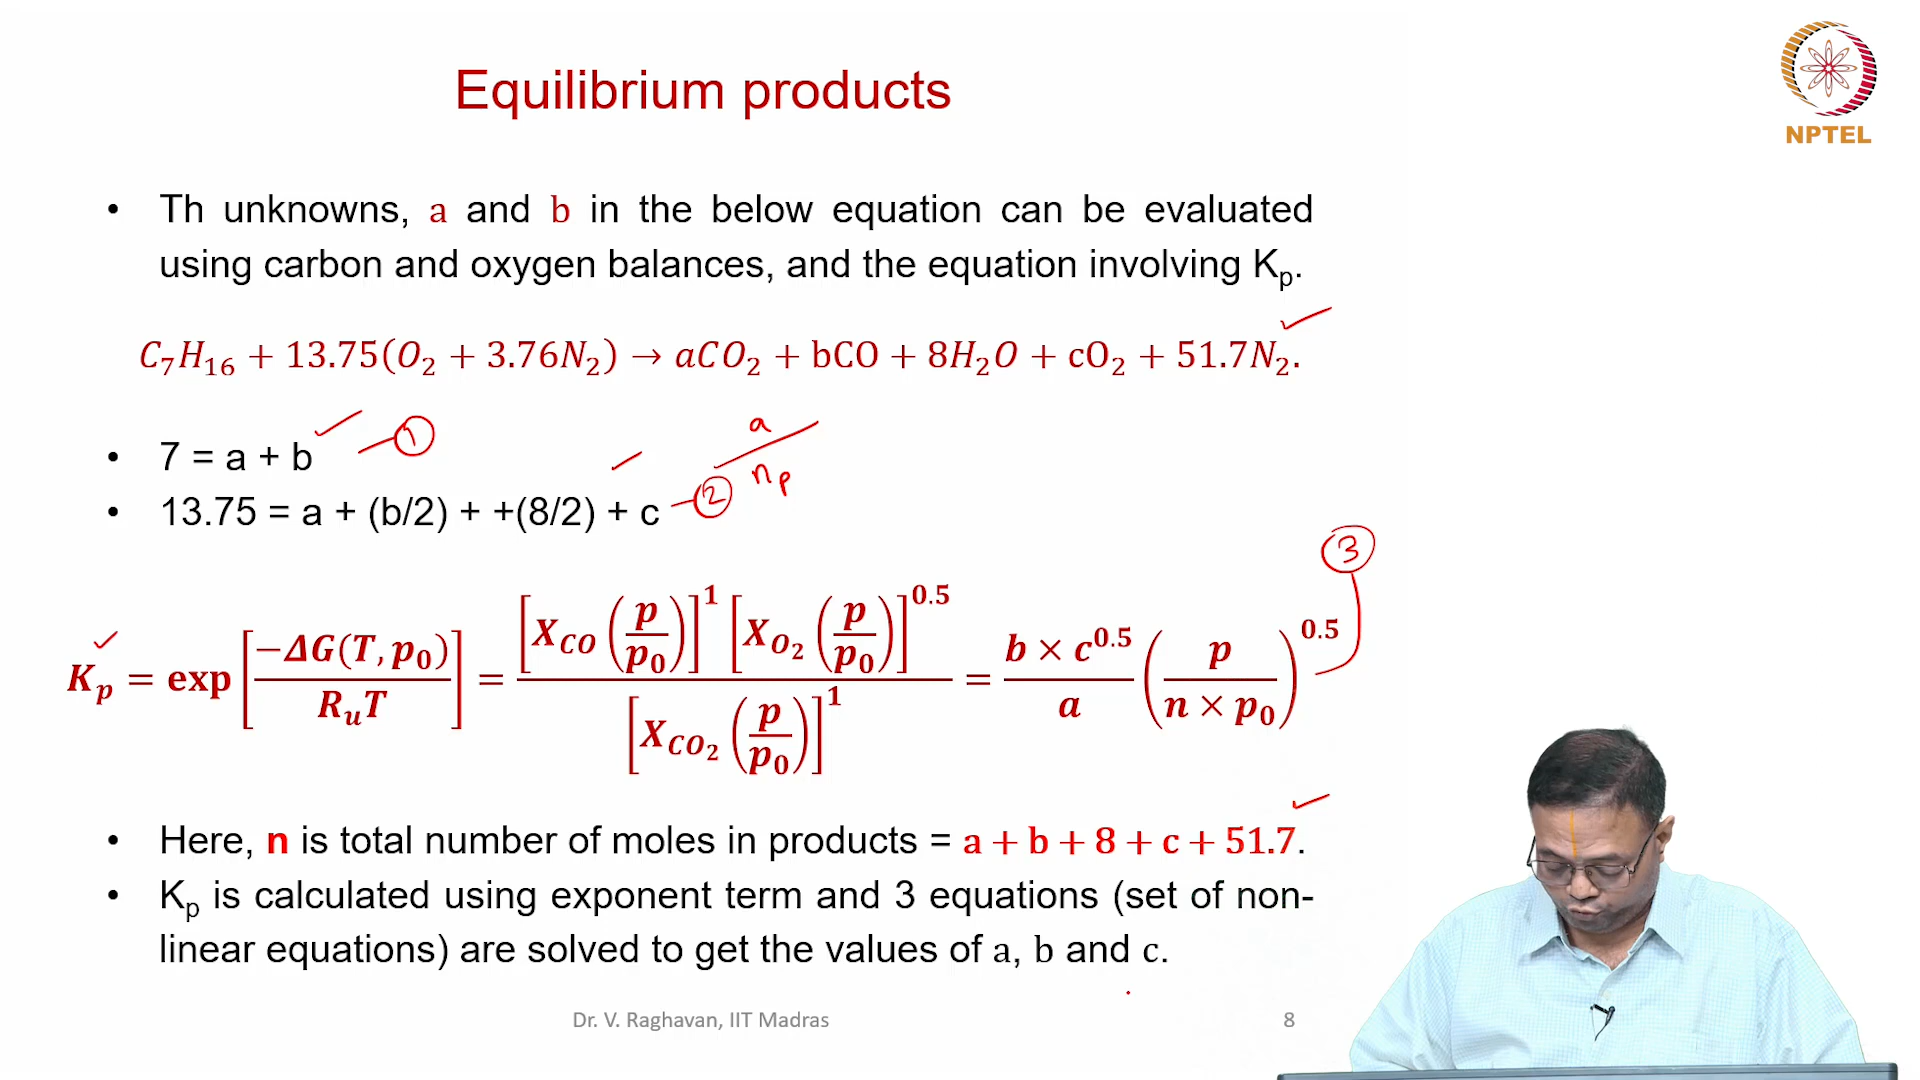 Equilibrium products
NPTEL
• Th unknowns, a and b in the below equation can be evaluated
using carbon and oxygen balances, and the equation involving Kₚ.
C₇H₁₆ + 13.75(O₂ + 3.76N₂) → aCO₂ + bCO + 8H₂O + cO₂ + 51.7N₂.
• 7 = a + b ①
a / nₚ
• 13.75 = a + (b/2) + +(8/2) + c ②
③
Kₚ = exp[−ΔG(T, p₀) / RᵤT] = [X_CO (p/p₀)]¹ [X_O₂ (p/p₀)]^0.5 / [X_CO₂ (p/p₀)]¹ = b × c^0.5 / a (p / n × p₀)^0.5
• Here, n is total number of moles in products = a + b + 8 + c + 51.7.
• Kₚ is calculated using exponent term and 3 equations (set of non-
linear equations) are solved to get the values of a, b and c.
Dr. V. Raghavan, IIT Madras 8